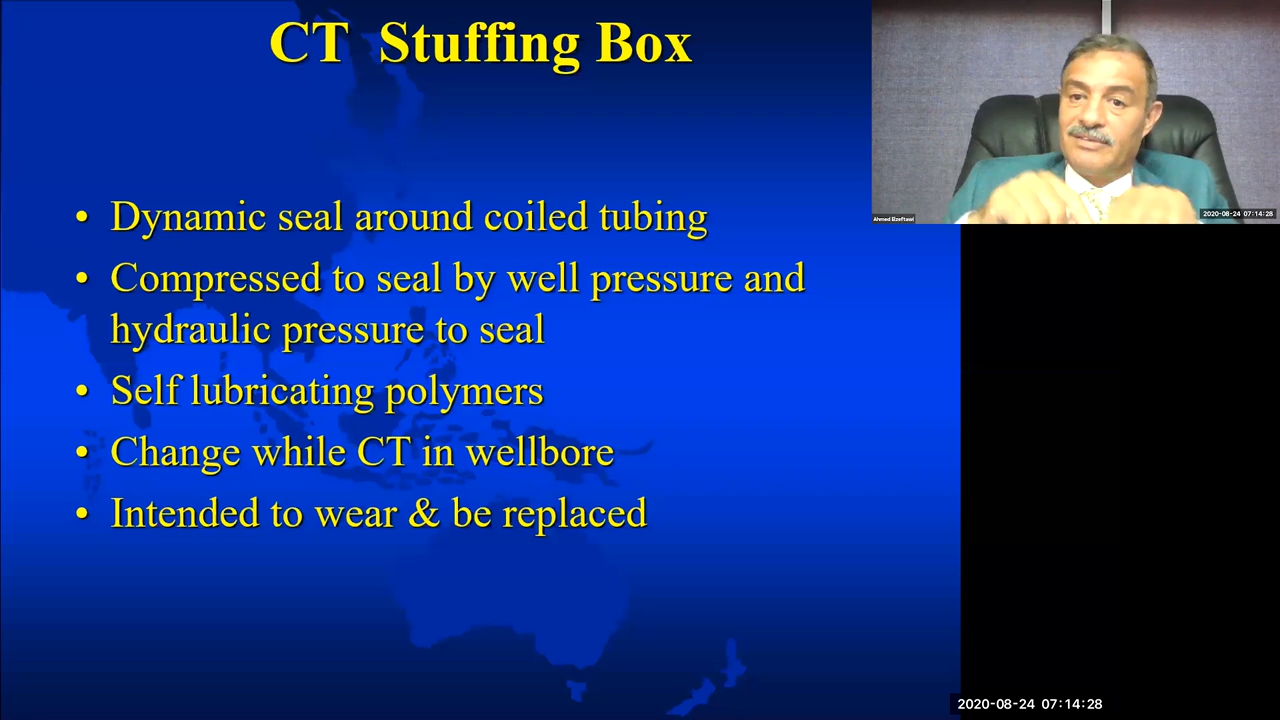 CT Stuffing Box
• Dynamic seal around coiled tubing
• Compressed to seal by well pressure and
hydraulic pressure to seal
• Self lubricating polymers
• Change while CT in wellbore
• Intended to wear & be replaced
Ahmed Elzeftawi
2020-08-24 07:14:28
2020-08-24 07:14:28